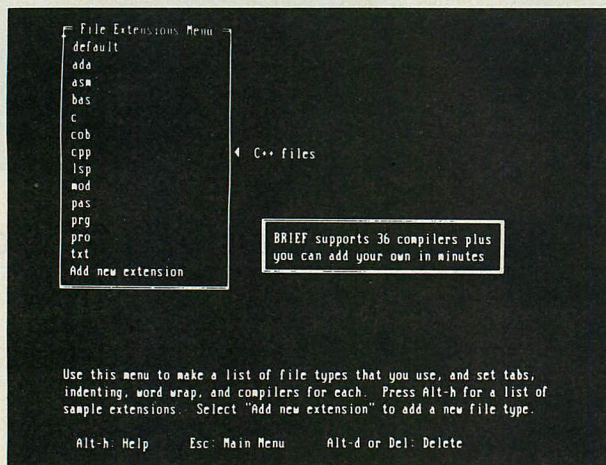 File Extensions Menu
default
ada
asm
bas
c
cob
cpp
C++ files
lsp
mod
pas
prg
pro
txt
Add new extension
BRIEF supports 36 compilers plus
you can add your own in minutes
Use this menu to make a list of file types that you use, and set tabs,
indenting, word wrap, and compilers for each. Press Alt-h for a list of
sample extensions. Select "Add new extension" to add a new file type.
Alt-h: Help Esc: Main Menu Alt-d or Del: Delete